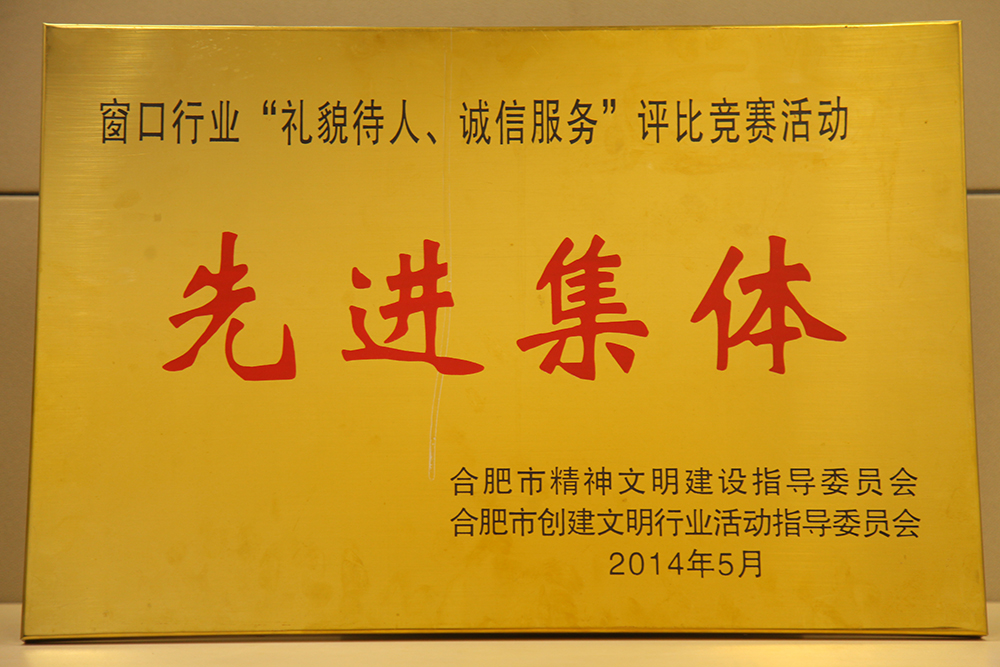 窗口行业“礼貌待人、诚信服务”评比竞赛活动
先进集体
合肥市精神文明建设指导委员会
合肥市创建文明行业活动指导委员会
2014年5月